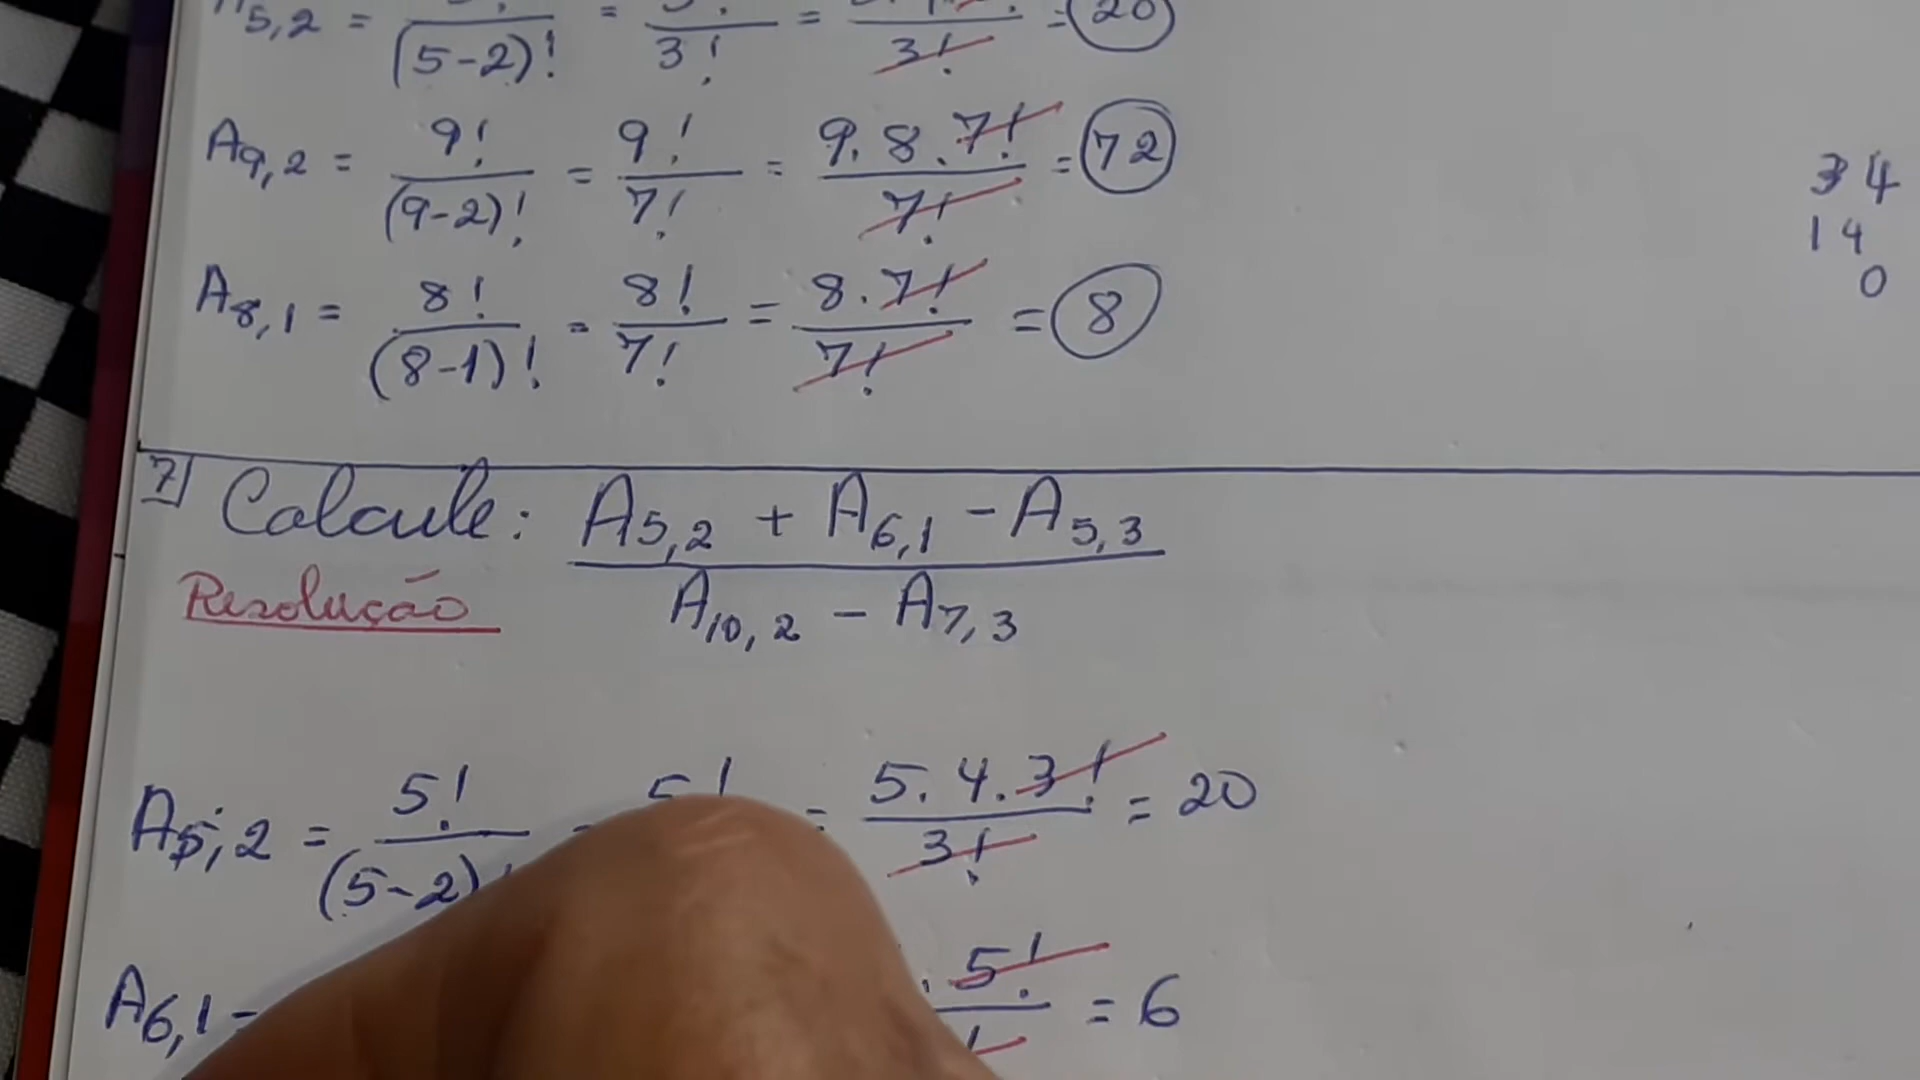 5,2 = (5-2)! = 3! = 3! = 20
A9,2 = 9!/(9-2)! = 9!/7! = 9.8.7!/7! = 72
A8,1 = 8!/(8-1)! = 8!/7! = 8.7!/7! = 8
34
14
0
7] Calcule: A5,2 + A6,1 - A5,3 / A10,2 - A7,3
Resolução
A5,2 = 5!/(5-2)! = 5! = 5.4.3!/3! = 20
A6,1 = . 5! = 6